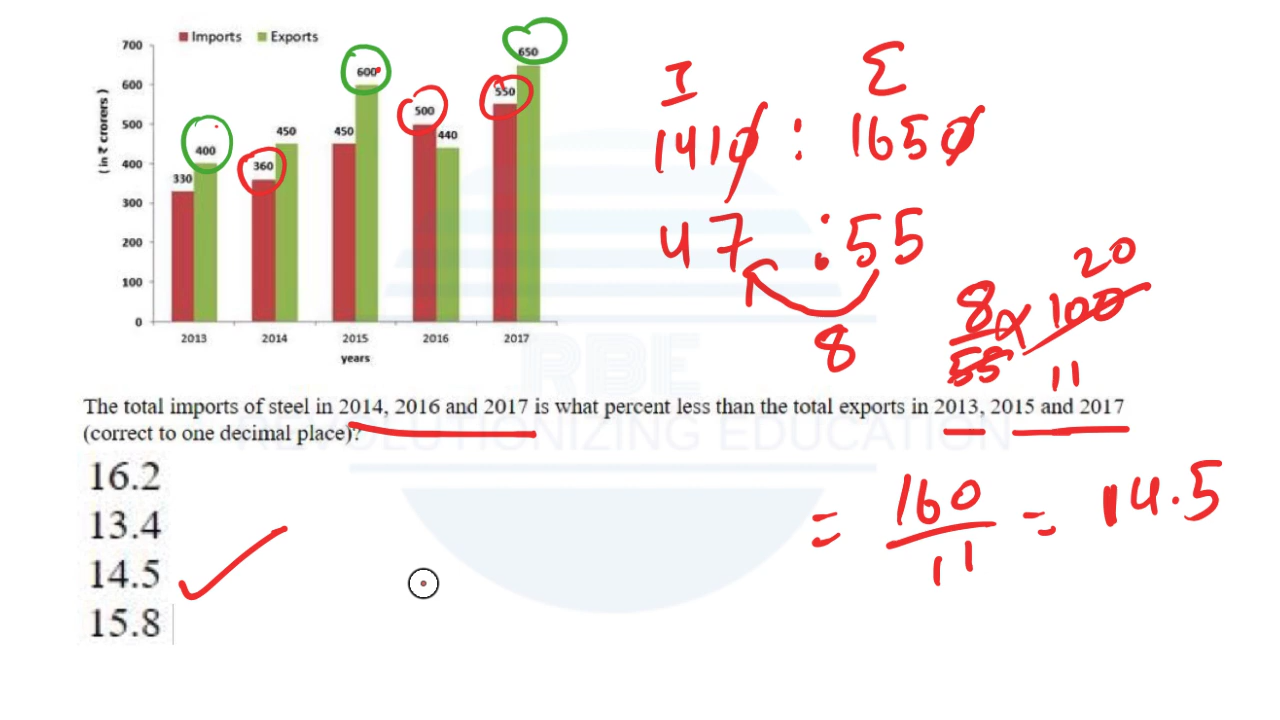 Imports Exports
( in ₹ crorers )
700
600
500
400
300
200
100
0
330
400
360
450
450
600
500
440
550
650
2013 2014 2015 2016 2017
years
I Σ
1410 : 1650
47 : 55
8
8/55 × 100
20
11
RBE
REVOLUTIONIZING EDUCATION
The total imports of steel in 2014, 2016 and 2017 is what percent less than the total exports in 2013, 2015 and 2017
(correct to one decimal place)?
16.2
13.4
14.5
15.8
= 160/11 = 14.5